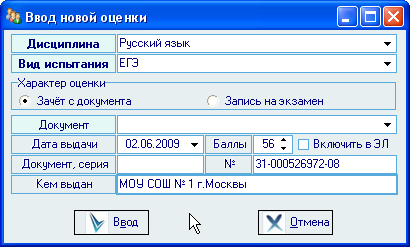 Ввод новой оценки
Дисциплина Русский язык
Вид испытания ЕГЭ
Характер оценки
Зачёт с документа Запись на экзамен
Документ
Дата выдачи 02.06.2009 Баллы 56 Включить в ЭЛ
Документ, серия № 31-000526972-08
Кем выдан МОУ СОШ № 1 г.Москвы
Ввод Отмена